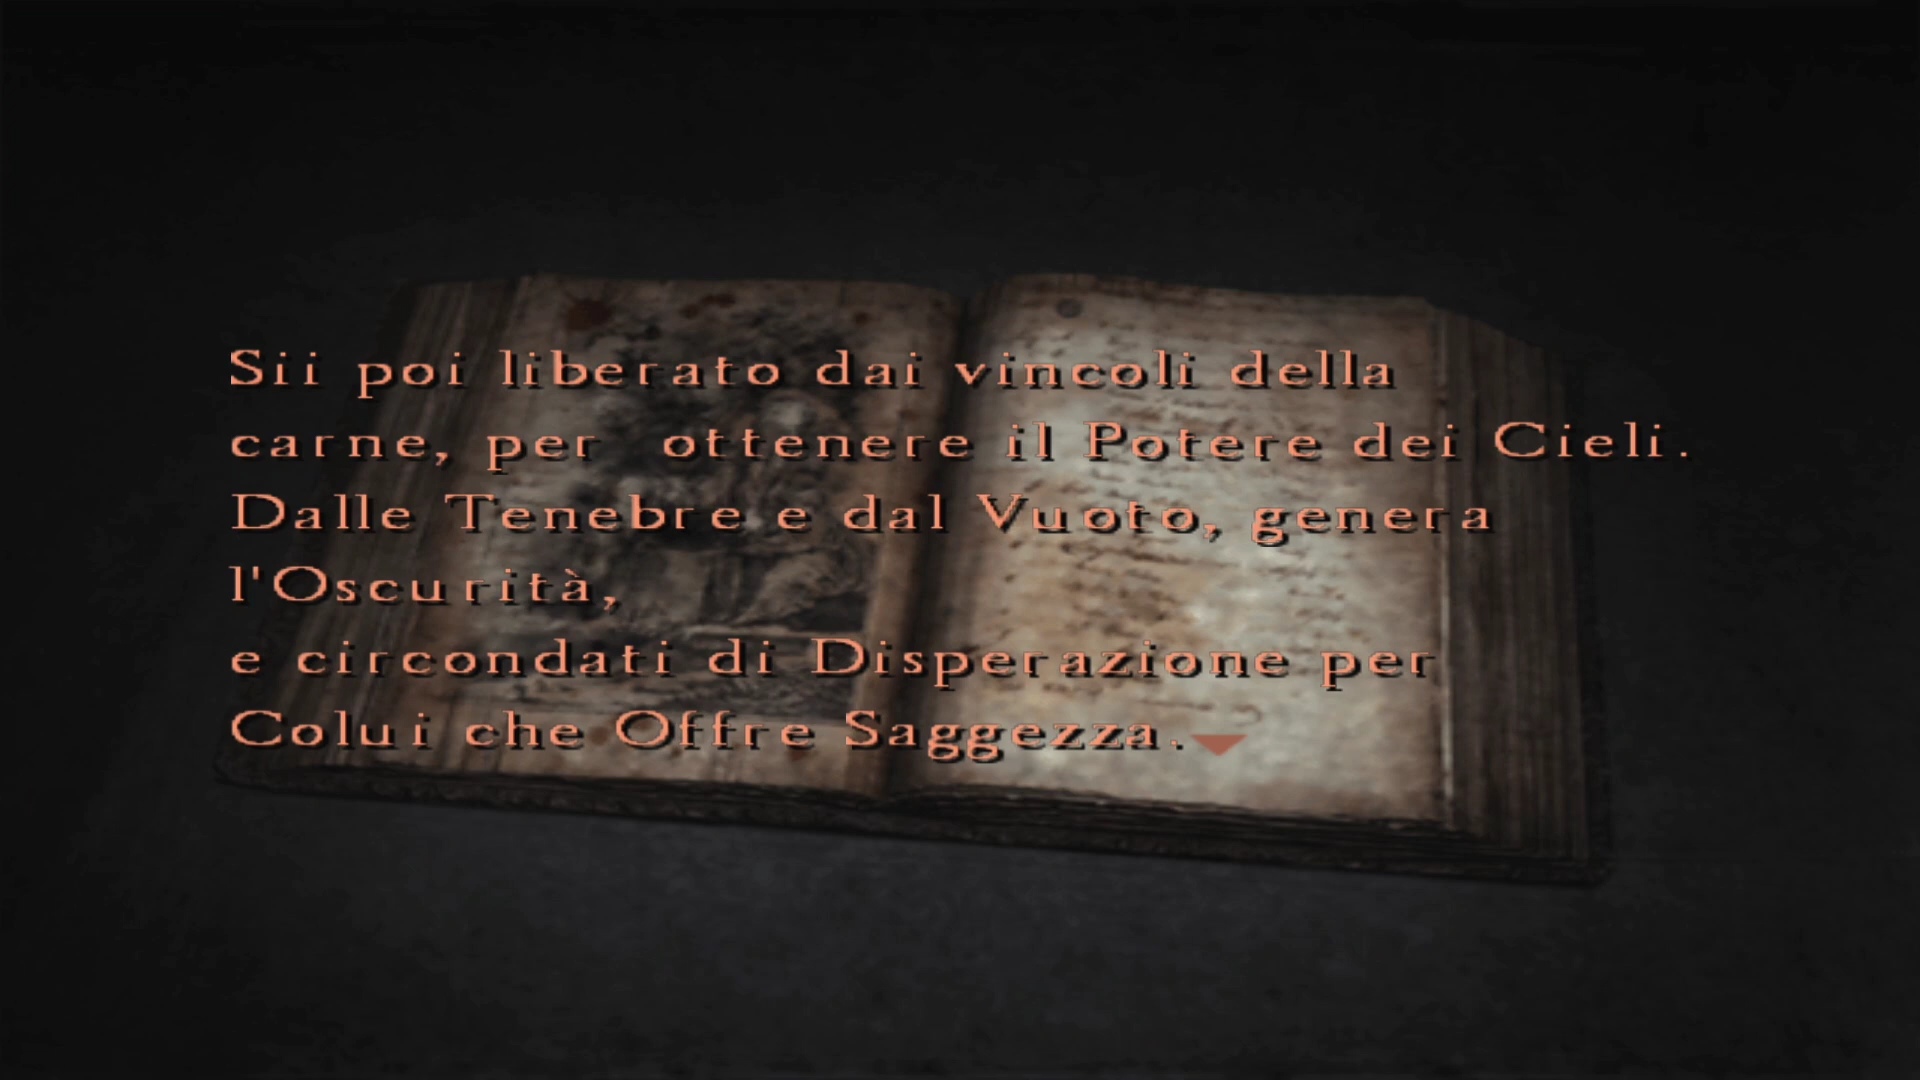 Sii poi liberato dai vincoli della
carne, per  ottenere il Potere dei Cieli.
Dalle Tenebre e dal Vuoto, genera
l'Oscurità,
e circondati di Disperazione per
Colui che Offre Saggezza.